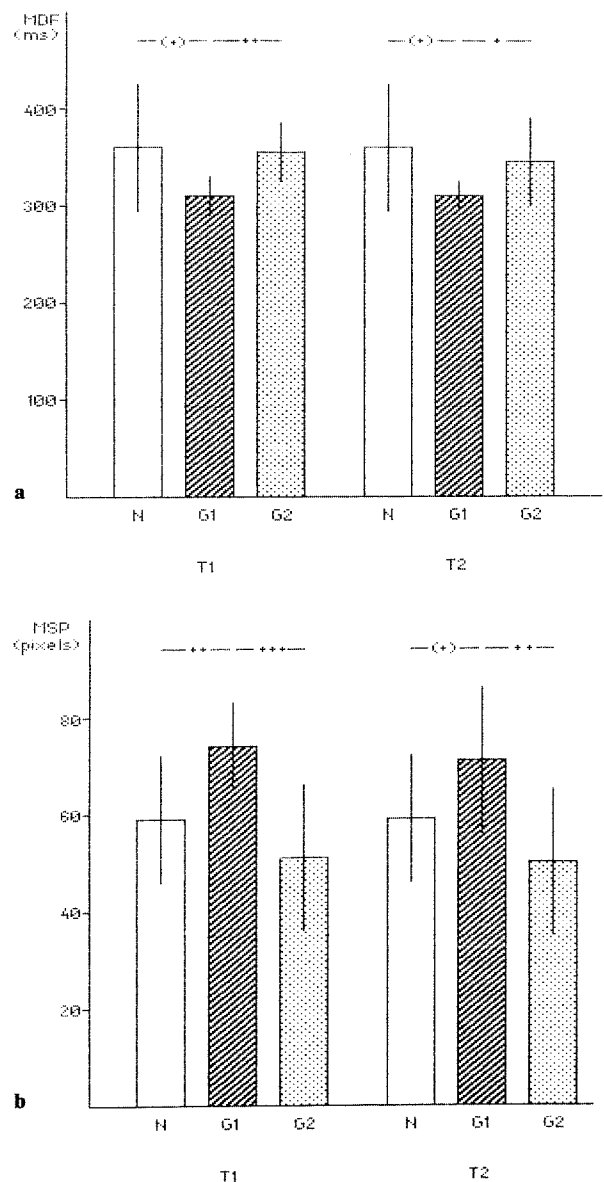 MDF
(ms)
—(+)— —++— —(+)— —+—
400
300
200
100
a
N G1 G2 N G1 G2
T1 T2
MSP
(pixels)
—++— —+++— —(+)— —++—
80
60
40
20
b
N G1 G2 N G1 G2
T1 T2